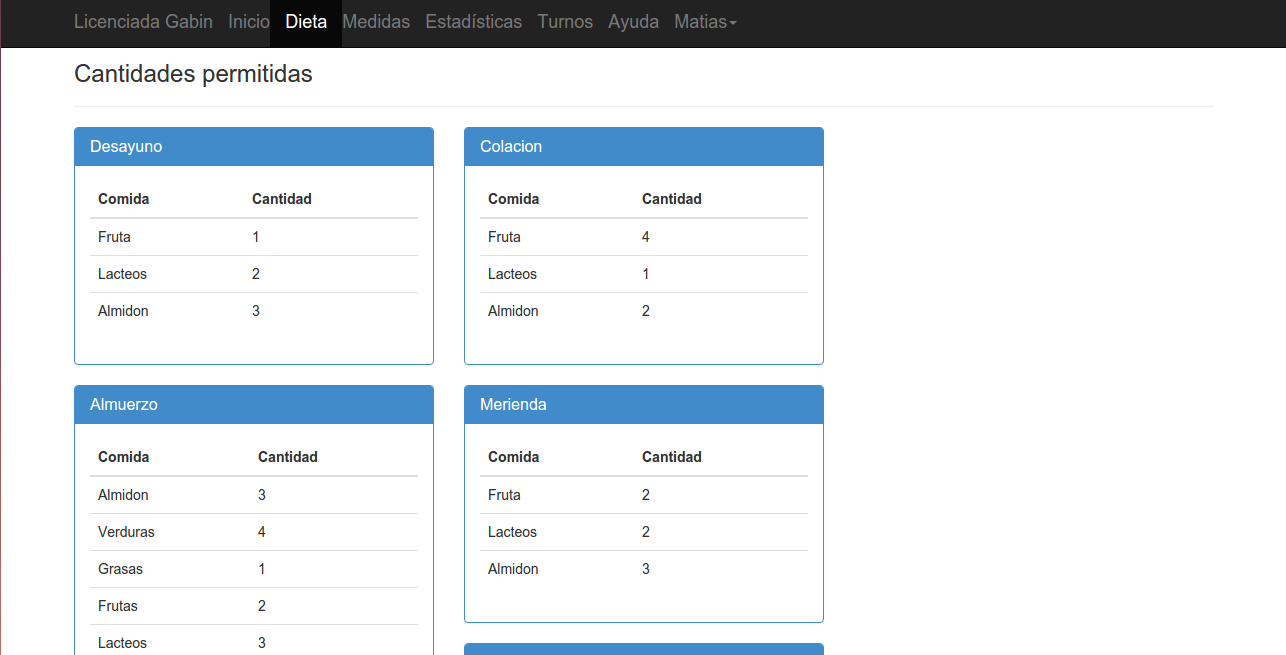 Licenciada Gabin Inicio Dieta Medidas Estadísticas Turnos Ayuda Matias
Cantidades permitidas
Desayuno
Comida Cantidad
Fruta 1
Lacteos 2
Almidon 3
Colacion
Comida Cantidad
Fruta 4
Lacteos 1
Almidon 2
Almuerzo
Comida Cantidad
Almidon 3
Verduras 4
Grasas 1
Frutas 2
Lacteos 3
Merienda
Comida Cantidad
Fruta 2
Lacteos 2
Almidon 3